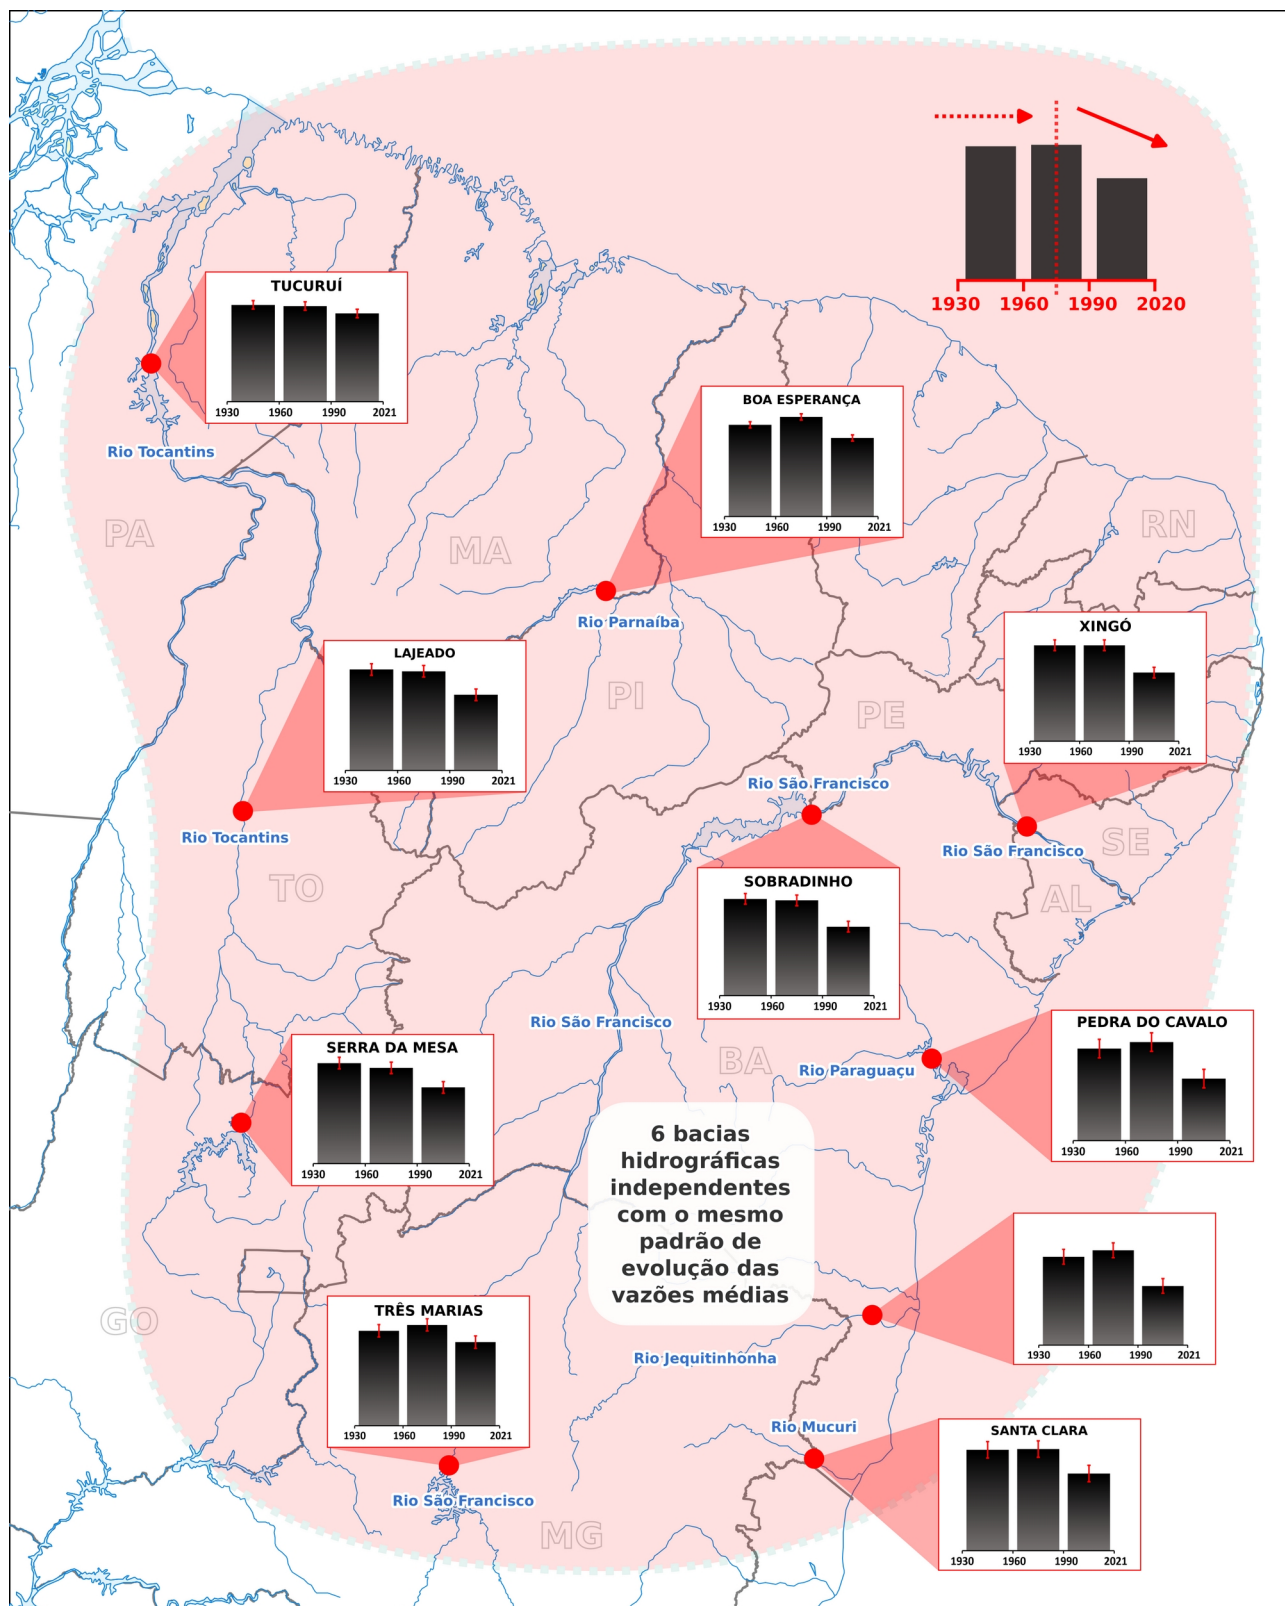 1930 1960 1990 2020
TUCURUÍ
1930 1960 1990 2021
Rio Tocantins
BOA ESPERANÇA
1930 1960 1990 2021
PA
MA
RN
Rio Parnaíba
XINGÓ
1930 1960 1990 2021
LAJEADO
1930 1960 1990 2021
PI
PE
Rio São Francisco
Rio Tocantins
Rio São Francisco
SE
TO
AL
SOBRADINHO
1930 1960 1990 2021
Rio São Francisco
PEDRA DO CAVALO
1930 1960 1990 2021
SERRA DA MESA
1930 1960 1990 2021
BA
Rio Paraguaçu
6 bacias
hidrográficas
independentes
com o mesmo
padrão de
evolução das
vazões médias
1930 1960 1990 2021
GO
TRÊS MARIAS
1930 1960 1990 2021
Rio Jequitinhonha
Rio Mucuri
SANTA CLARA
1930 1960 1990 2021
Rio São Francisco
MG